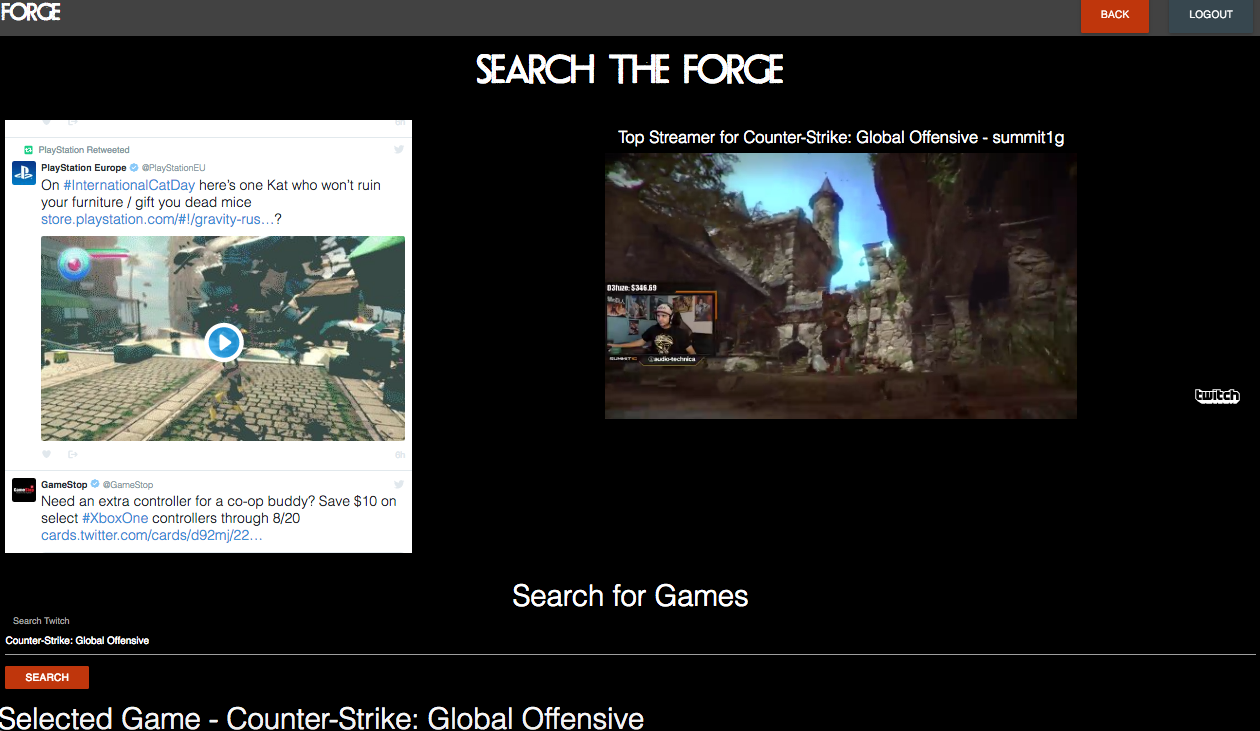 FORGE
BACK
LOGOUT
SEARCH THE FORGE
6h
PlayStation Retweeted
PlayStation Europe @PlayStationEU
On #InternationalCatDay here's one Kat who won't ruin
your furniture / gift you dead mice
store.playstation.com/#!/gravity-rus…?
6h
GameStop @GameStop
Need an extra controller for a co-op buddy? Save $10 on
select #XboxOne controllers through 8/20
cards.twitter.com/cards/d92mj/22…
Top Streamer for Counter-Strike: Global Offensive - summit1g
D3fuze: $346.69
SUMMIT1G
@audio-technica
twitch
Search for Games
Search Twitch
Counter-Strike: Global Offensive
SEARCH
Selected Game - Counter-Strike: Global Offensive